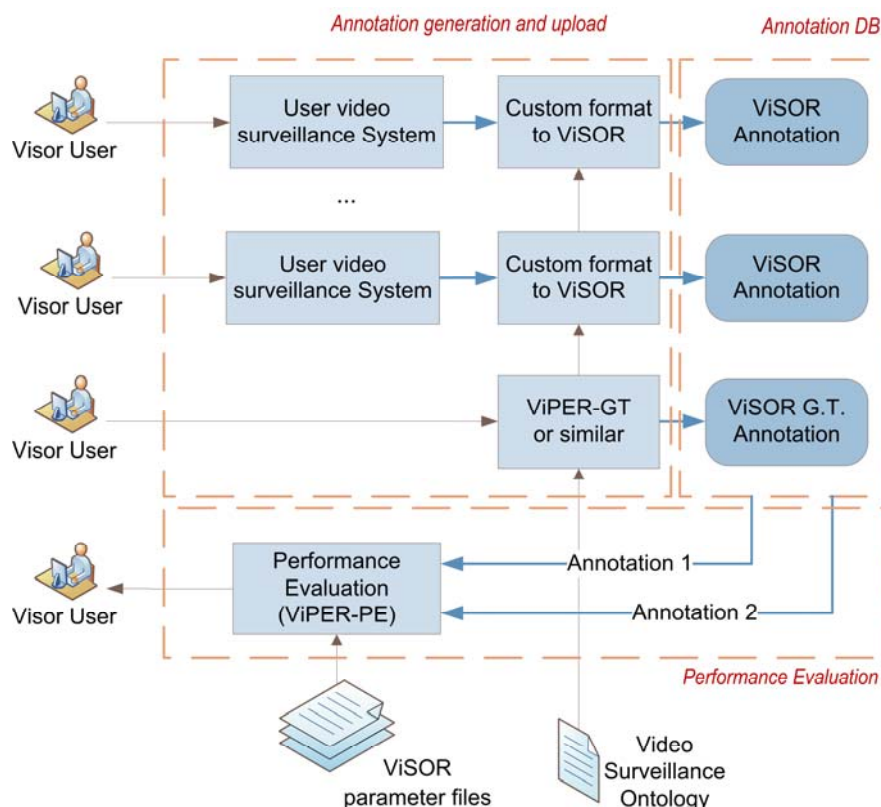 Annotation generation and upload
Annotation DB
Visor User
User video
surveillance System
Custom format
to ViSOR
ViSOR
Annotation
...
Visor User
User video
surveillance System
Custom format
to ViSOR
ViSOR
Annotation
Visor User
ViPER-GT
or similar
ViSOR G.T.
Annotation
Visor User
Performance
Evaluation
(ViPER-PE)
Annotation 1
Annotation 2
Performance Evaluation
ViSOR
parameter files
Video
Surveillance
Ontology